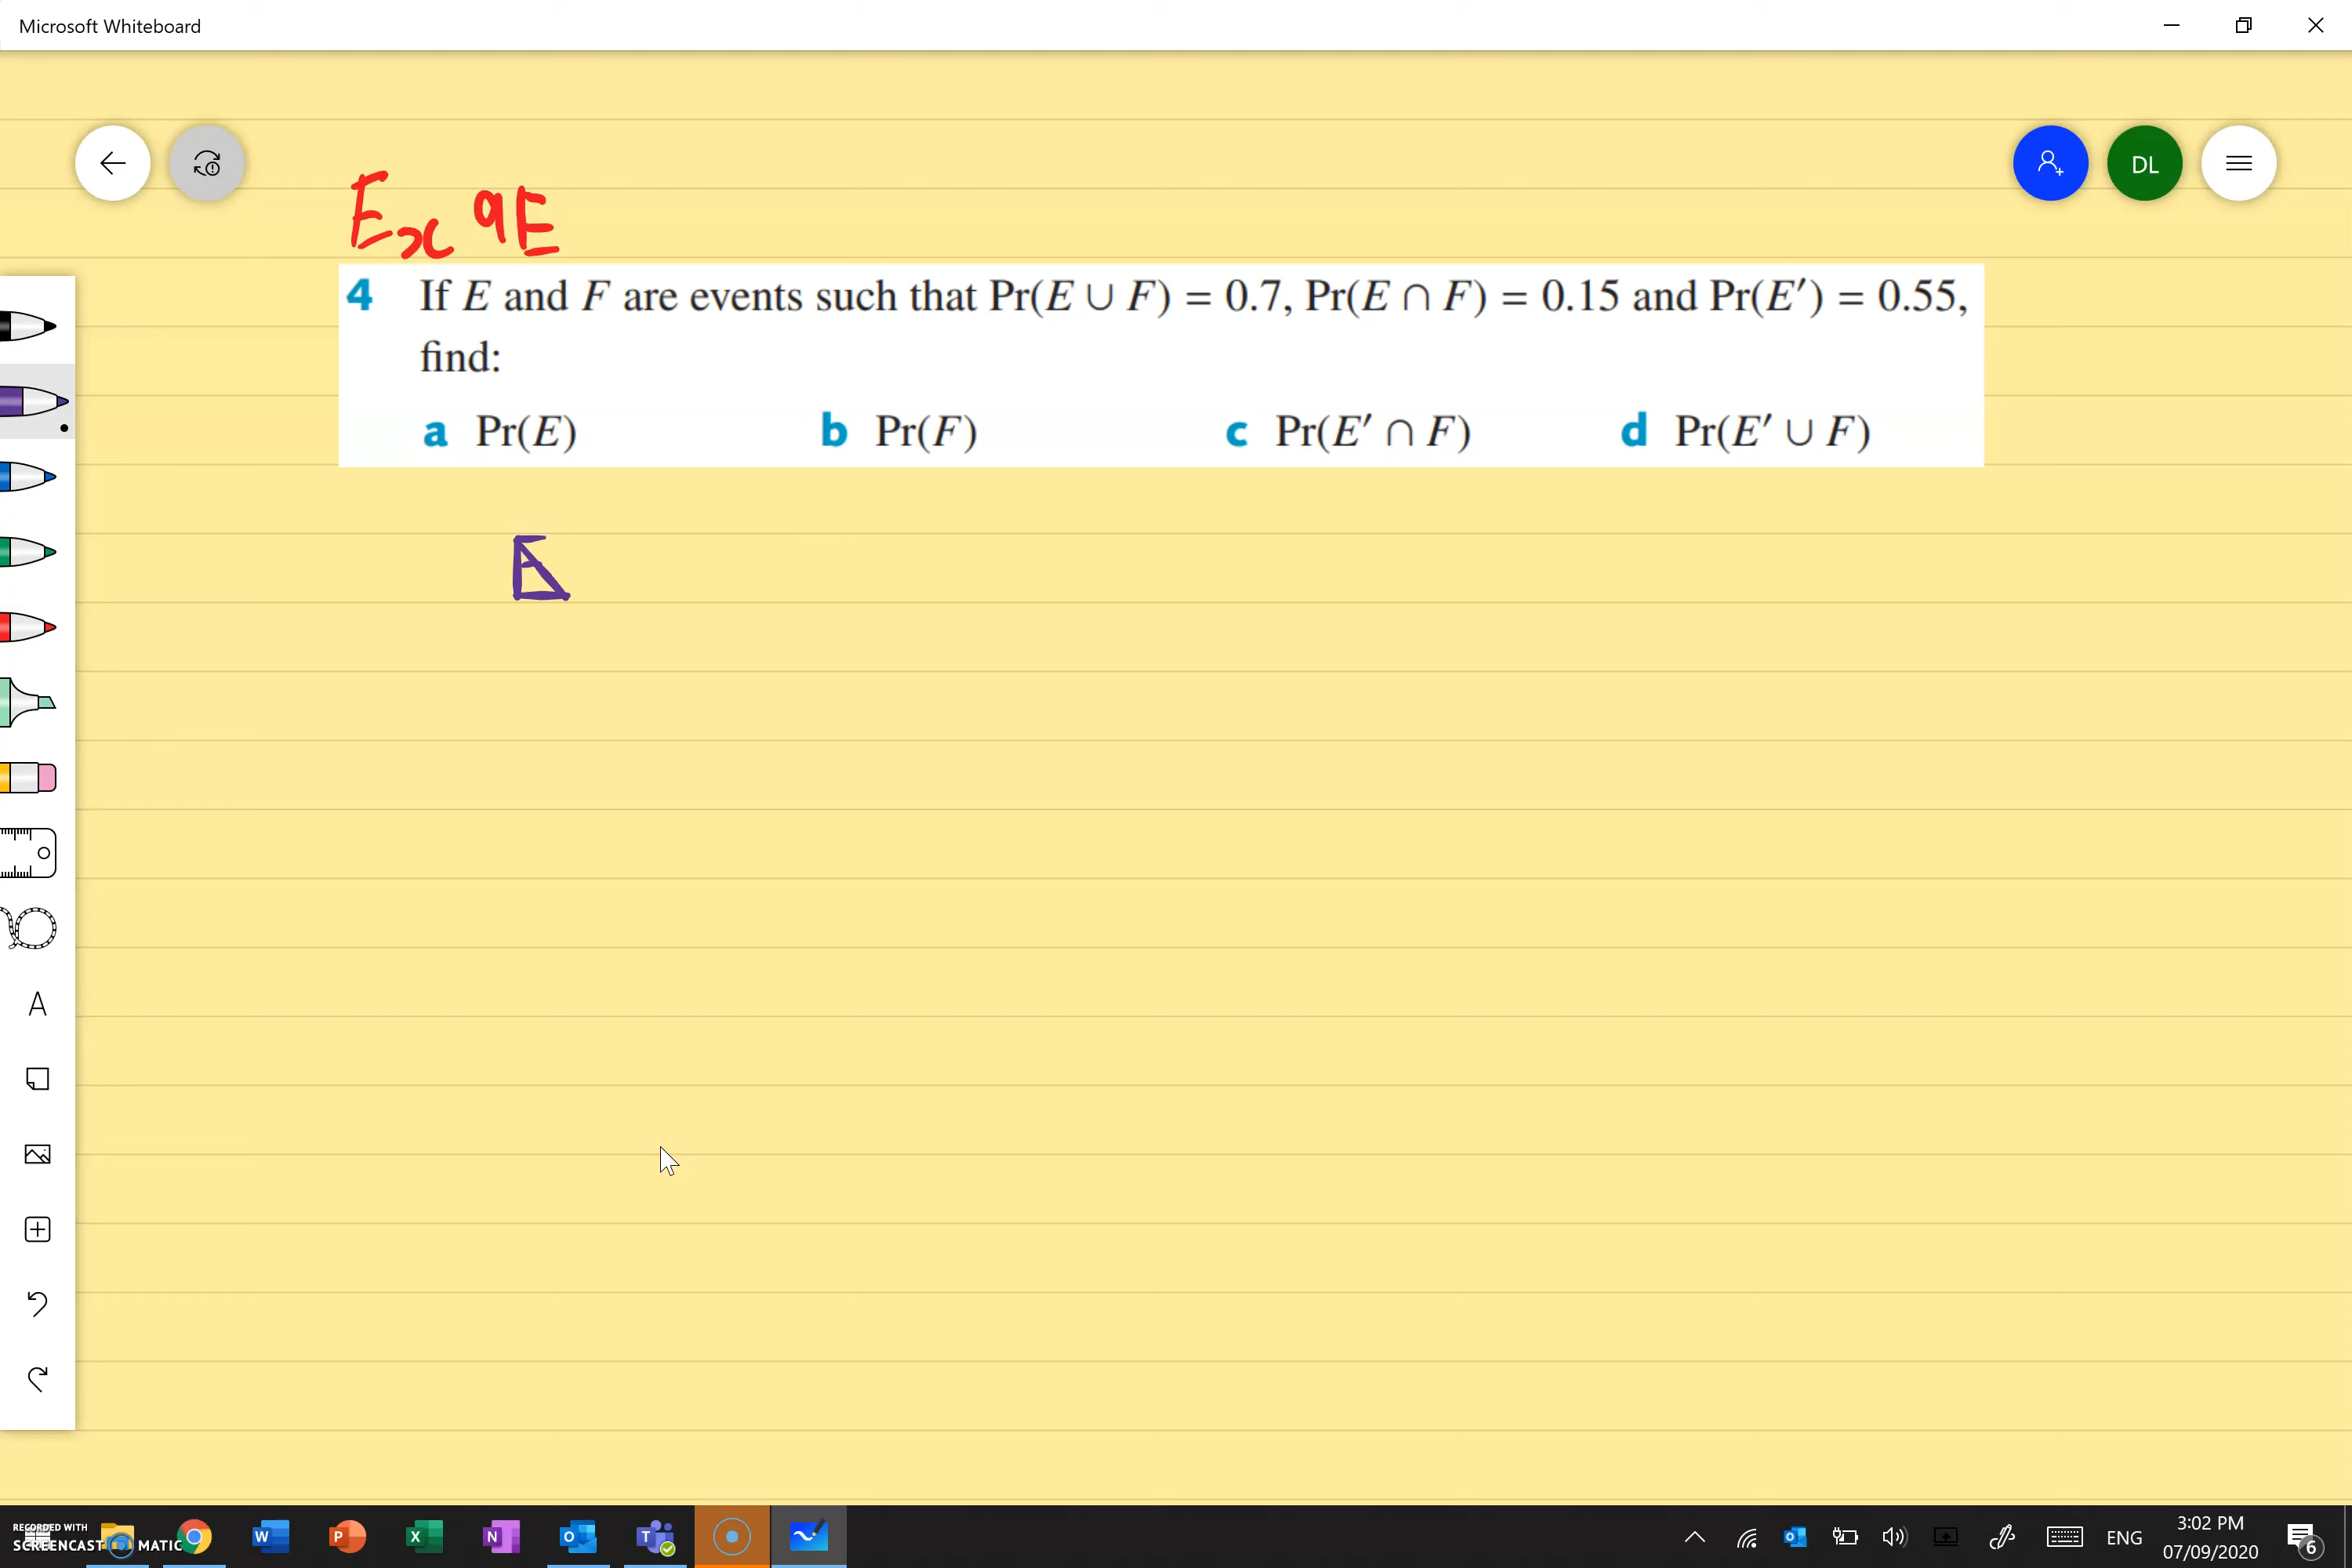 Microsoft Whiteboard
DL
Ex 9E
4 If E and F are events such that Pr(E ∪ F) = 0.7, Pr(E ∩ F) = 0.15 and Pr(E′) = 0.55,
find:
a Pr(E) b Pr(F) c Pr(E′ ∩ F) d Pr(E′ ∪ F)
E
A
RECORDED WITH
SCREENCAST MATIC
W P X N O T
ENG
3:02 PM
07/09/2020
6